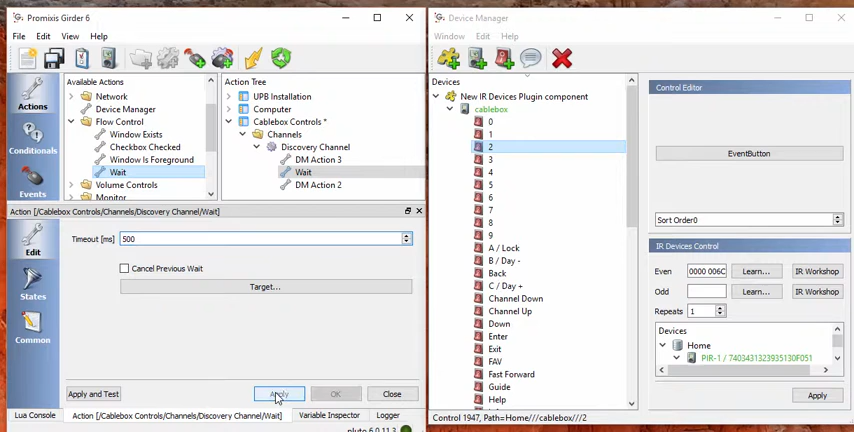 Promixis Girder 6
File Edit View Help
Actions
Conditionals
Events
Available Actions
Network
Device Manager
Flow Control
Window Exists
Checkbox Checked
Window Is Foreground
Wait
Volume Controls
Monitor
Action Tree
UPB Installation
Computer
Cablebox Controls *
Channels
Discovery Channel
DM Action 3
Wait
DM Action 2
Action [/Cablebox Controls/Channels/Discovery Channel/Wait]
Edit
States
Common
Timeout [ms] 500
Cancel Previous Wait
Target...
Apply and Test Apply OK Close
Lua Console Action [/Cablebox Controls/Channels/Discovery Channel/Wait] Variable Inspector Logger
pluto 6.0.11.3
Device Manager
Window Edit Help
Devices
New IR Devices Plugin component
cablebox
0
1
2
3
4
5
6
7
8
9
A / Lock
B / Day -
Back
C / Day +
Channel Down
Channel Up
Down
Enter
Exit
FAV
Fast Forward
Guide
Help
Control 1947, Path=Home///cablebox///2
Control Editor
EventButton
Sort Order0
IR Devices Control
Even 0000 006C Learn... IR Workshop
Odd Learn... IR Workshop
Repeats 1
Devices
Home
PIR-1 / 7403431323935130F051
Apply